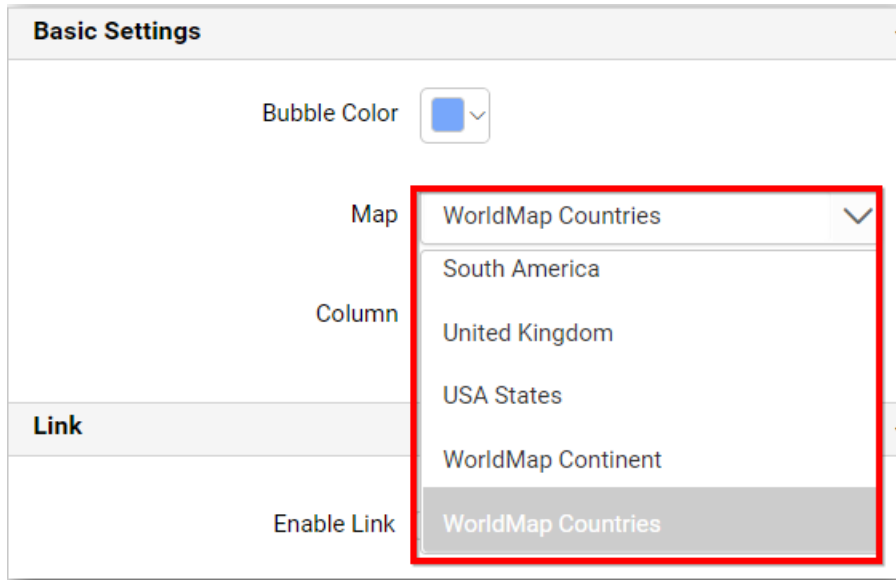 Basic Settings
Bubble Color
Map
WorldMap Countries
South America
Column
United Kingdom
USA States
Link
WorldMap Continent
Enable Link
WorldMap Countries